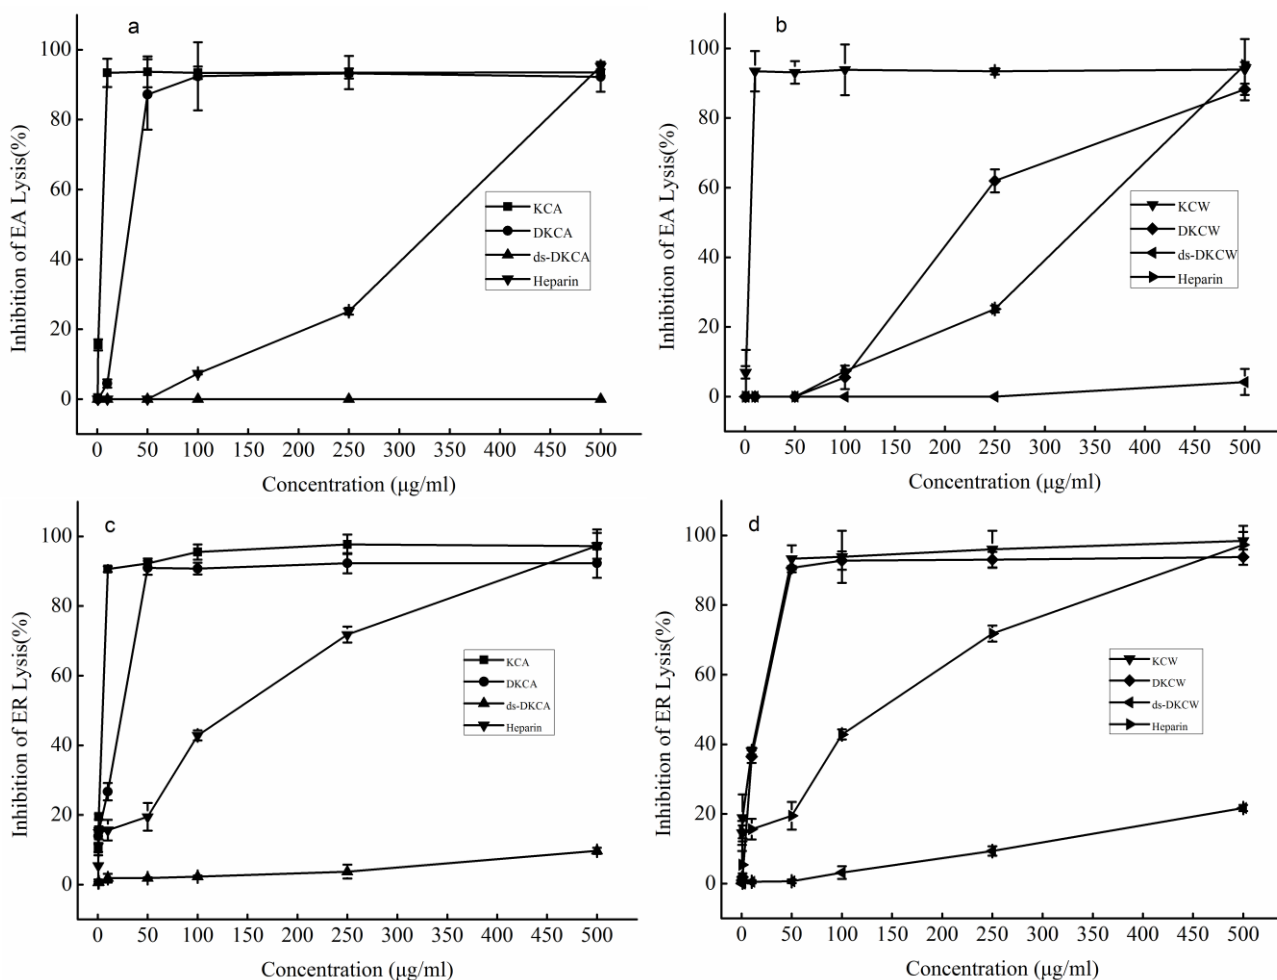 a
100
80
60
40
20
0
Inhibition of EA Lysis(%)
KCA
DKCA
ds-DKCA
Heparin
0 50 100 150 200 250 300 350 400 450 500
Concentration (μg/ml)
b
100
80
60
40
20
0
Inhibition of EA Lysis(%)
KCW
DKCW
ds-DKCW
Heparin
0 50 100 150 200 250 300 350 400 450 500
Concentration (μg/ml)
c
100
80
60
40
20
0
Inhibition of ER Lysis(%)
KCA
DKCA
ds-DKCA
Heparin
0 50 100 150 200 250 300 350 400 450 500
Concentration (μg/ml)
d
100
80
60
40
20
0
Inhibition of ER Lysis(%)
KCW
DKCW
ds-DKCW
Heparin
0 50 100 150 200 250 300 350 400 450 500
Concentration (μg/ml)